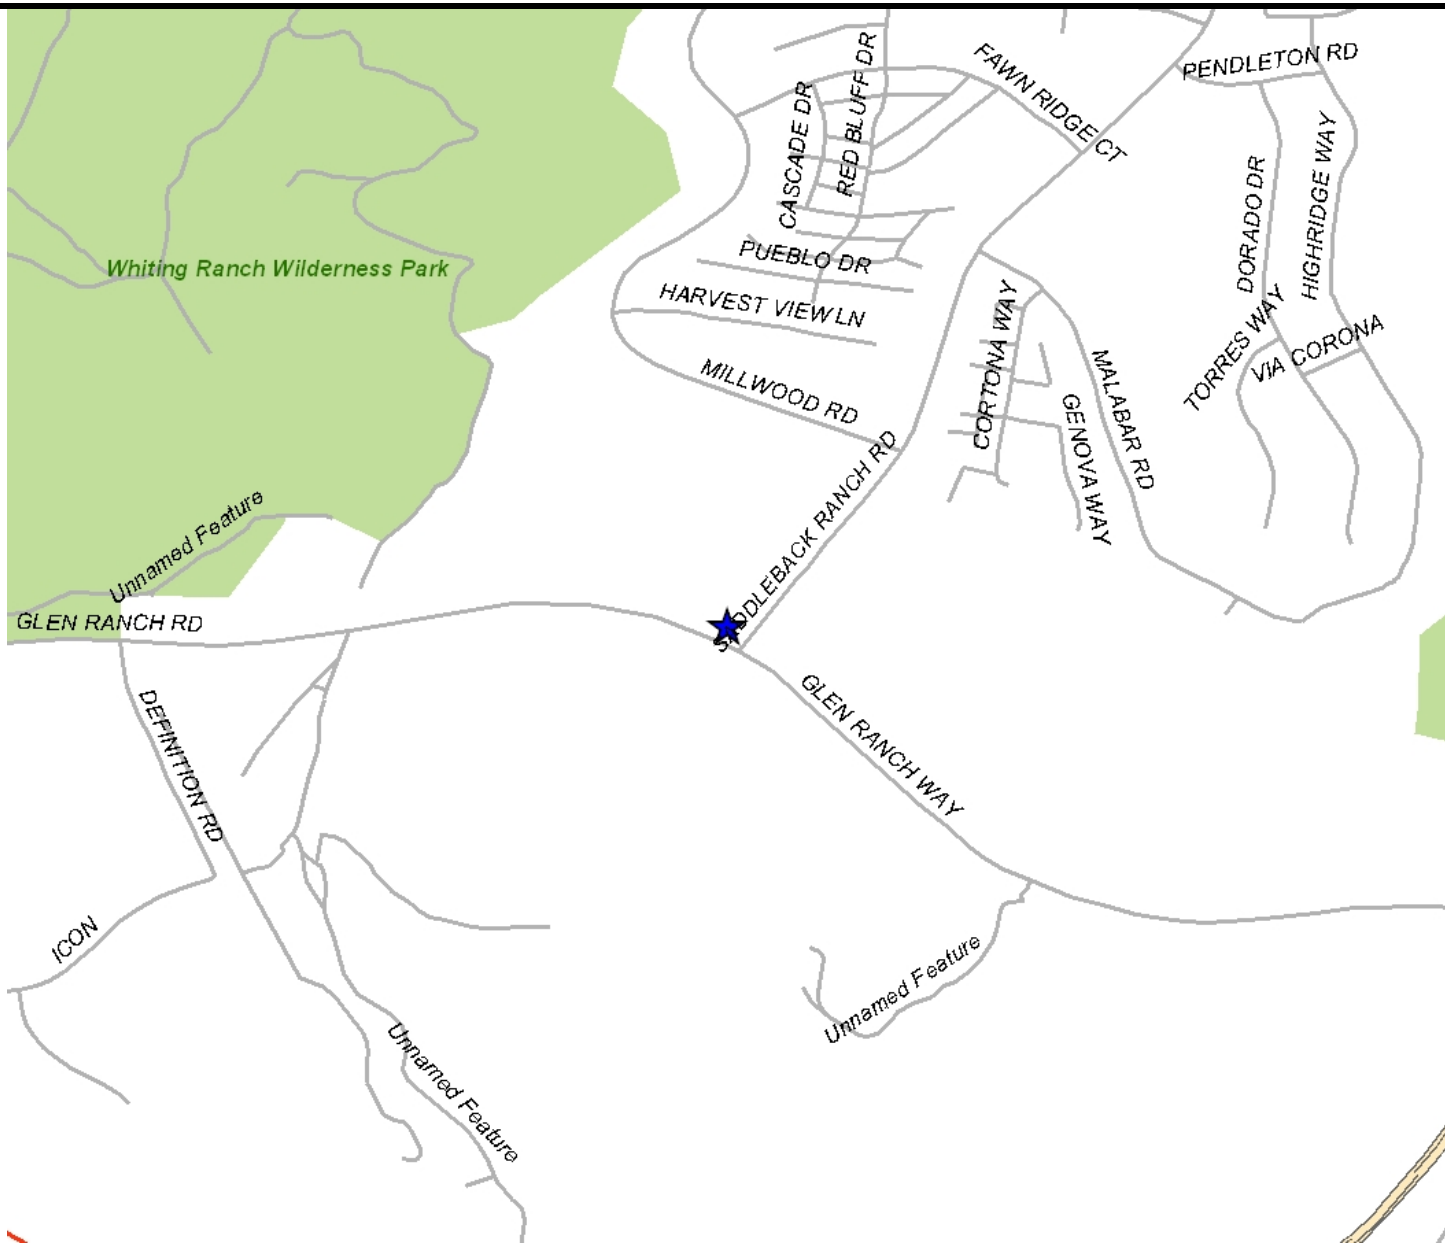 FAWN RIDGE CT
PENDLETON RD
RED BLUFF DR
CASCADE DR
DORADO DR
HIGHRIDGE WAY
PUEBLO DR
Whiting Ranch Wilderness Park
HARVEST VIEW LN
CORTONA WAY
TORRES WAY
VIA CORONA
MILLWOOD RD
MALABAR RD
GENOVA WAY
SADDLEBACK RANCH RD
Unnamed Feature
GLEN RANCH RD
GLEN RANCH WAY
DEFINITION RD
ICON
Unnamed Feature
Unnamed Feature